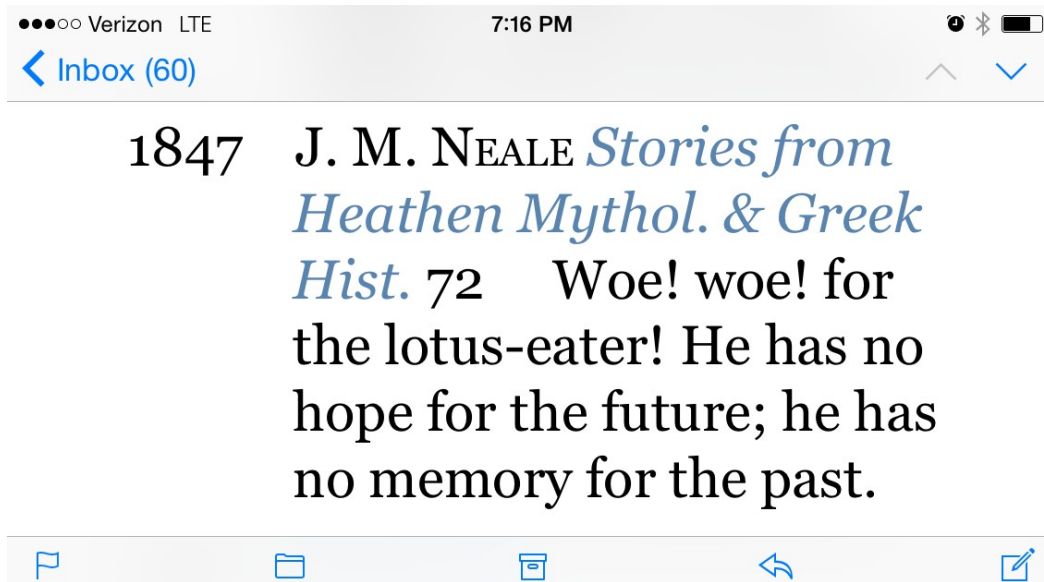 Verizon LTE 7:16 PM
Inbox (60)
1847 J. M. NEALE Stories from
Heathen Mythol. & Greek
Hist. 72 Woe! woe! for
the lotus-eater! He has no
hope for the future; he has
no memory for the past.